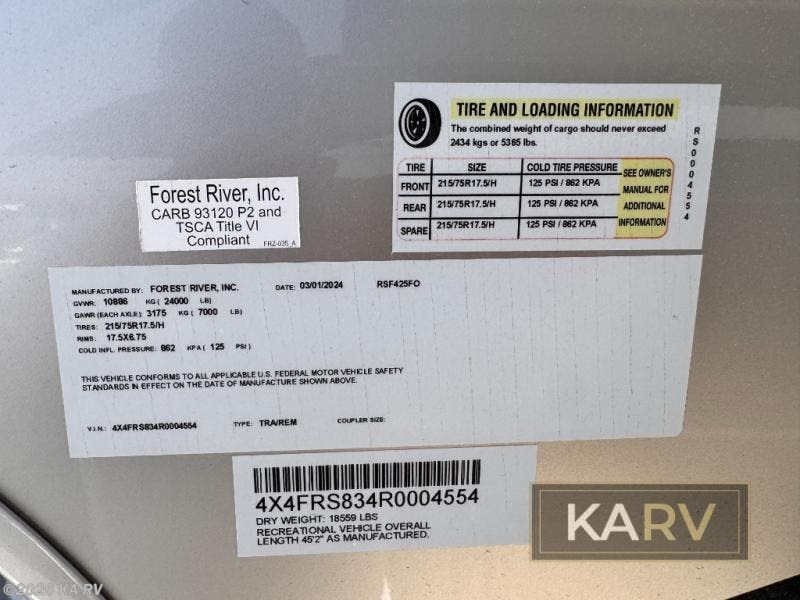 TIRE AND LOADING INFORMATION
The combined weight of cargo should never exceed
2434 kgs or 5365 lbs.
TIRE SIZE COLD TIRE PRESSURE SEE OWNER'S
FRONT 215/75R17.5/H 125 PSI / 862 KPA MANUAL FOR
REAR 215/75R17.5/H 125 PSI / 862 KPA ADDITIONAL
SPARE 215/75R17.5/H 125 PSI / 862 KPA INFORMATION
RS0004554
Forest River, Inc.
CARB 93120 P2 and
TSCA Title VI
Compliant
FRZ-035_A
MANUFACTURED BY: FOREST RIVER, INC. DATE: 03/01/2024 RSF425FO
GVWR: 10886 KG ( 24000 LB)
GAWR (EACH AXLE): 3175 KG ( 7000 LB)
TIRES: 215/75R17.5/H
RIMS: 17.5X6.75
COLD INFL. PRESSURE: 862 KPA ( 125 PSI )
THIS VEHICLE CONFORMS TO ALL APPLICABLE U.S. FEDERAL MOTOR VEHICLE SAFETY
STANDARDS IN EFFECT ON THE DATE OF MANUFACTURE SHOWN ABOVE.
V.I.N.: 4X4FRS834R0004554 TYPE: TRA/REM COUPLER SIZE:
4X4FRS834R0004554
DRY WEIGHT: 18559 LBS
RECREATIONAL VEHICLE OVERALL
LENGTH 45'2" AS MANUFACTURED.
KARV
©2026 KA RV